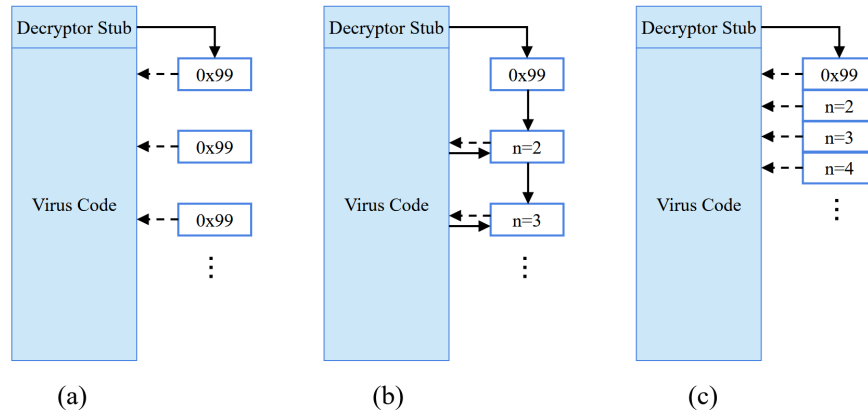 Decryptor Stub
0x99
0x99
Virus Code
0x99
⋮
(a)
Decryptor Stub
0x99
n=2
Virus Code
n=3
⋮
(b)
Decryptor Stub
0x99
n=2
n=3
n=4
Virus Code
⋮
(c)